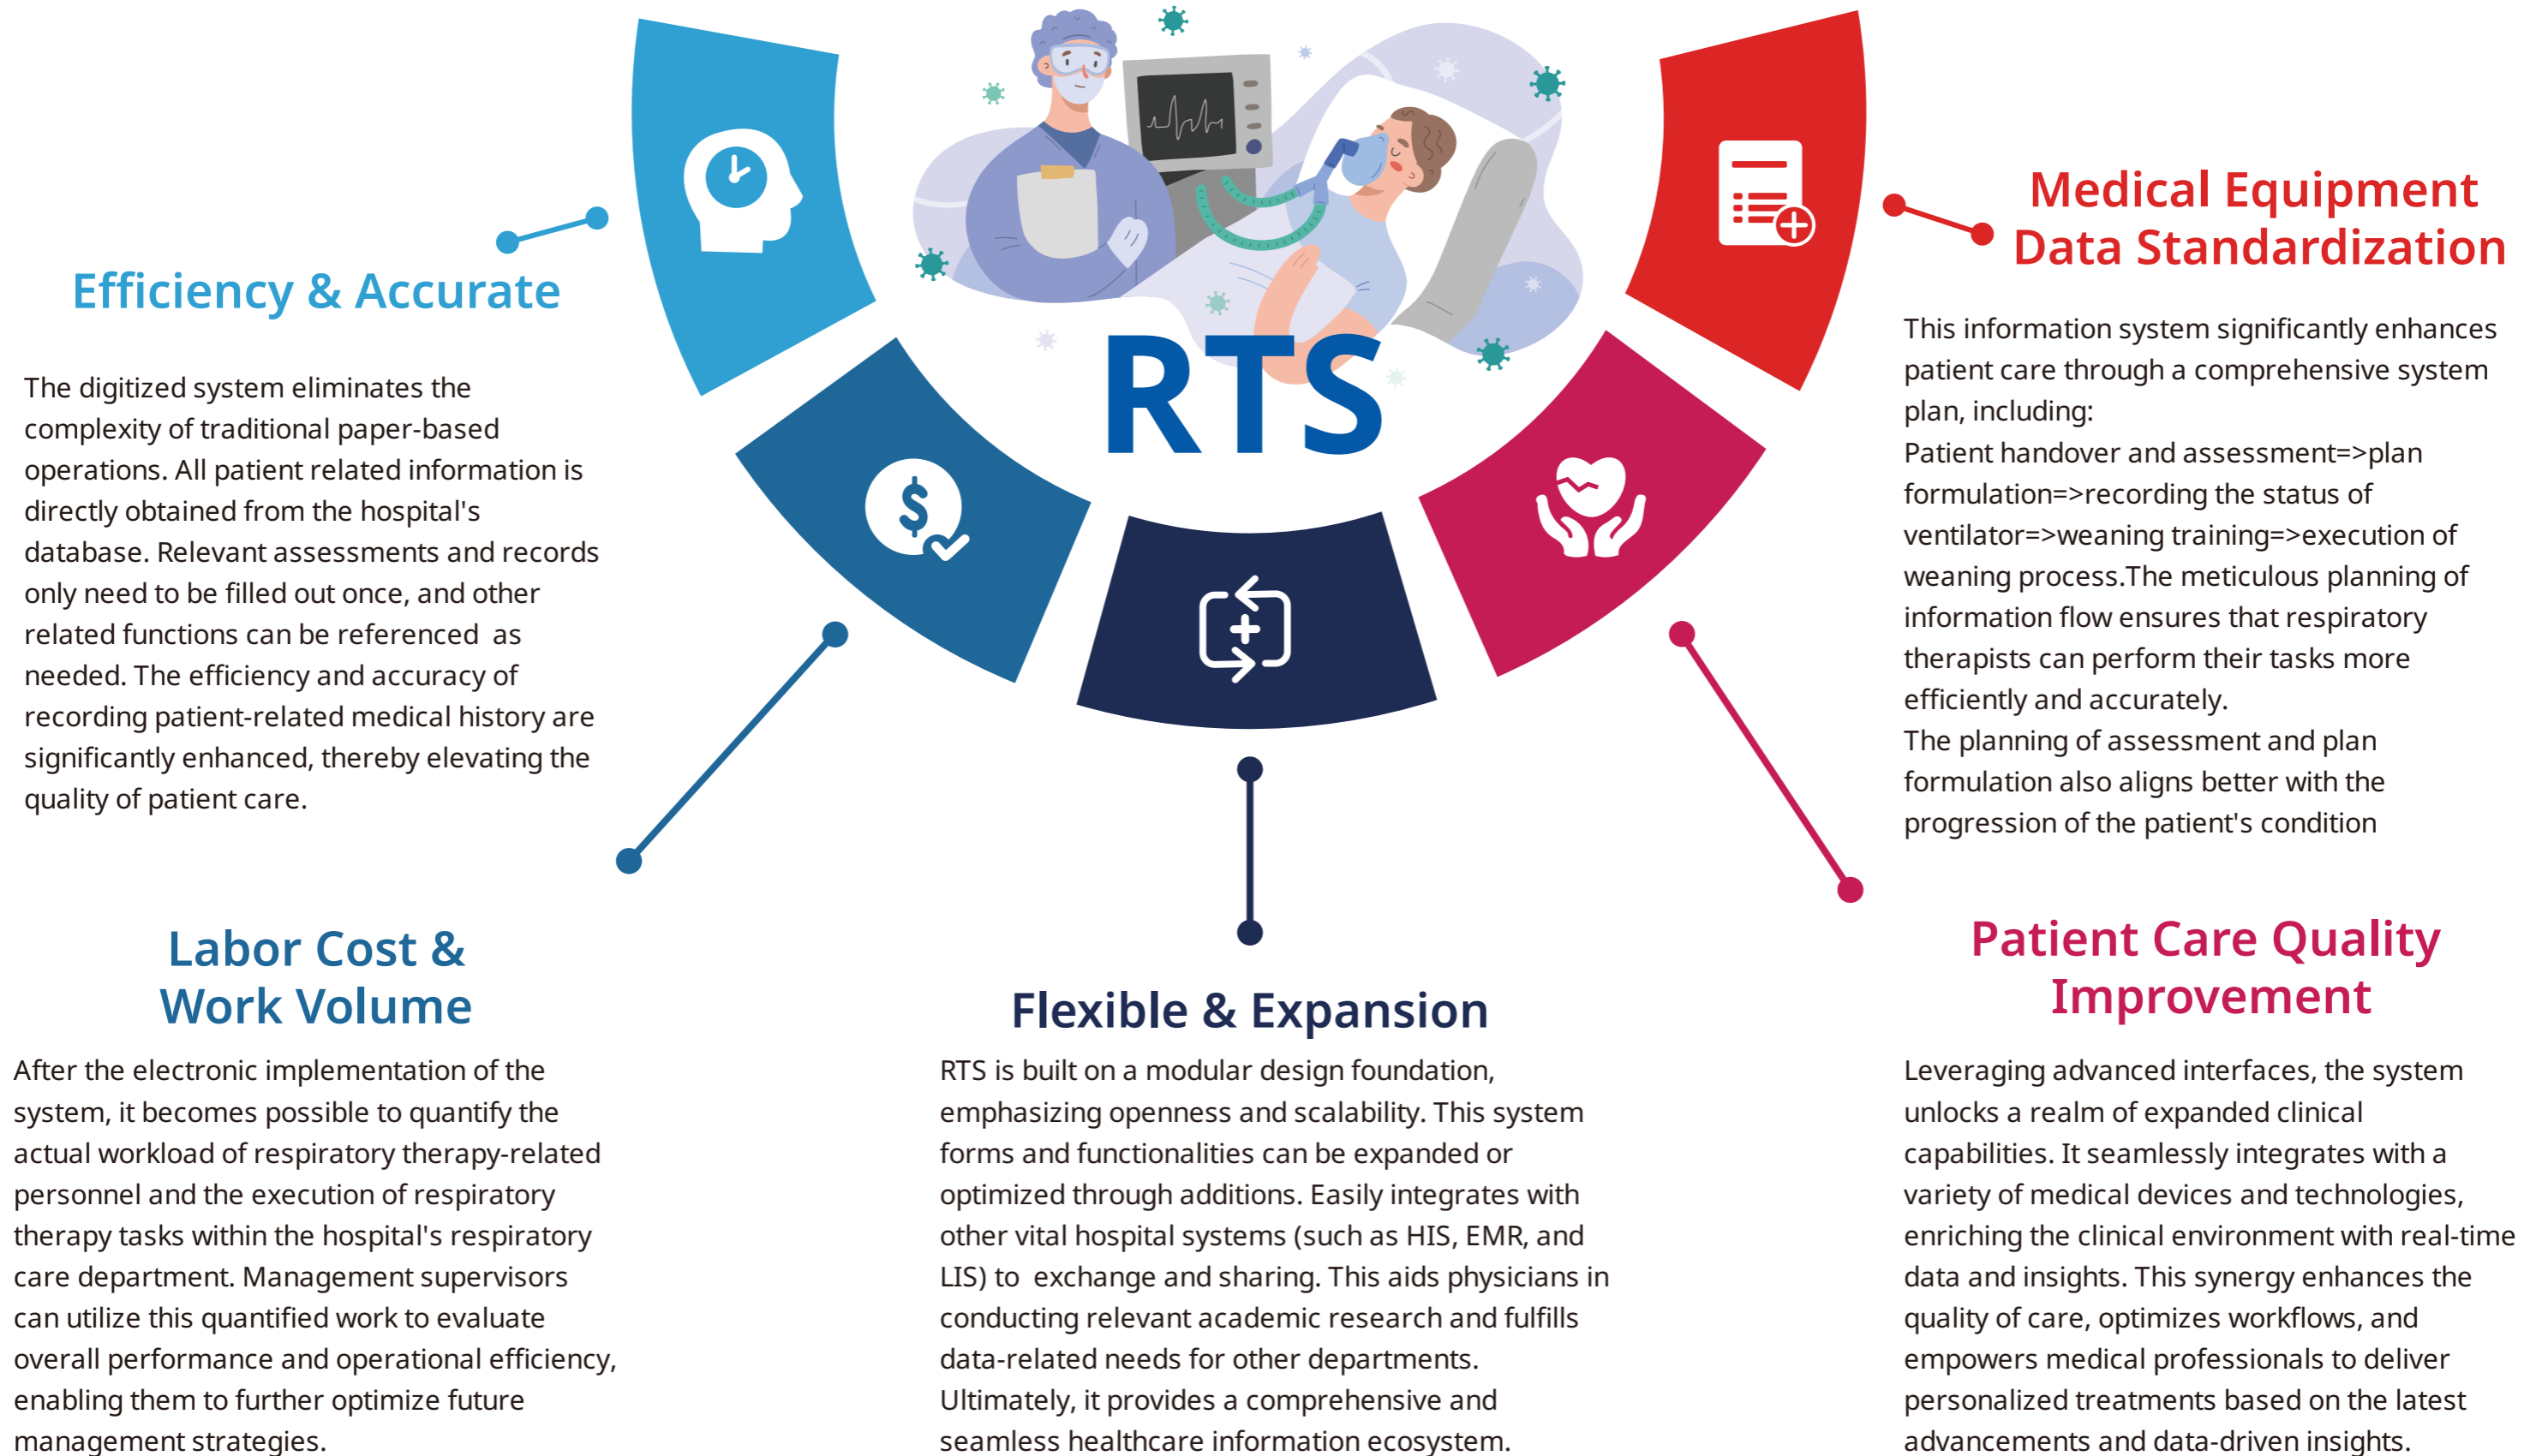 RTS
Efficiency & Accurate
The digitized system eliminates the
complexity of traditional paper-based
operations. All patient related information is
directly obtained from the hospital's
database. Relevant assessments and records
only need to be filled out once, and other
related functions can be referenced  as
needed. The efficiency and accuracy of
recording patient-related medical history are
significantly enhanced, thereby elevating the
quality of patient care.
Labor Cost &
Work Volume
After the electronic implementation of the
system, it becomes possible to quantify the
actual workload of respiratory therapy-related
personnel and the execution of respiratory
therapy tasks within the hospital's respiratory
care department. Management supervisors
can utilize this quantified work to evaluate
overall performance and operational efficiency,
enabling them to further optimize future
management strategies.
Flexible & Expansion
RTS is built on a modular design foundation,
emphasizing openness and scalability. This system
forms and functionalities can be expanded or
optimized through additions. Easily integrates with
other vital hospital systems (such as HIS, EMR, and
LIS) to  exchange and sharing. This aids physicians in
conducting relevant academic research and fulfills
data-related needs for other departments.
Ultimately, it provides a comprehensive and
seamless healthcare information ecosystem.
Medical Equipment
Data Standardization
This information system significantly enhances
patient care through a comprehensive system
plan, including:
Patient handover and assessment=>plan
formulation=>recording the status of
ventilator=>weaning training=>execution of
weaning process.The meticulous planning of
information flow ensures that respiratory
therapists can perform their tasks more
efficiently and accurately.
The planning of assessment and plan
formulation also aligns better with the
progression of the patient's condition
Patient Care Quality
Improvement
Leveraging advanced interfaces, the system
unlocks a realm of expanded clinical
capabilities. It seamlessly integrates with a
variety of medical devices and technologies,
enriching the clinical environment with real-time
data and insights. This synergy enhances the
quality of care, optimizes workflows, and
empowers medical professionals to deliver
personalized treatments based on the latest
advancements and data-driven insights.